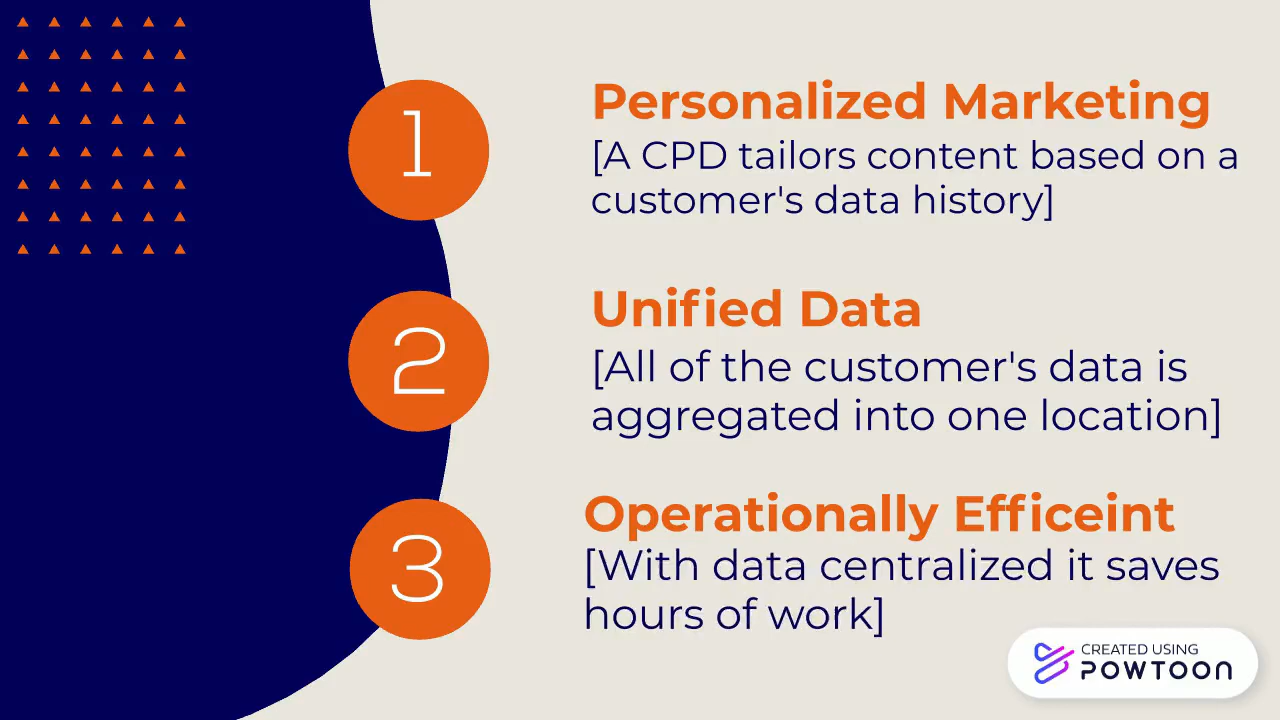 1
Personalized Marketing
[A CPD tailors content based on a
customer's data history]
2
Unified Data
[All of the customer's data is
aggregated into one location]
3
Operationally Efficeint
[With data centralized it saves
hours of work]
CREATED USING
POWTOON